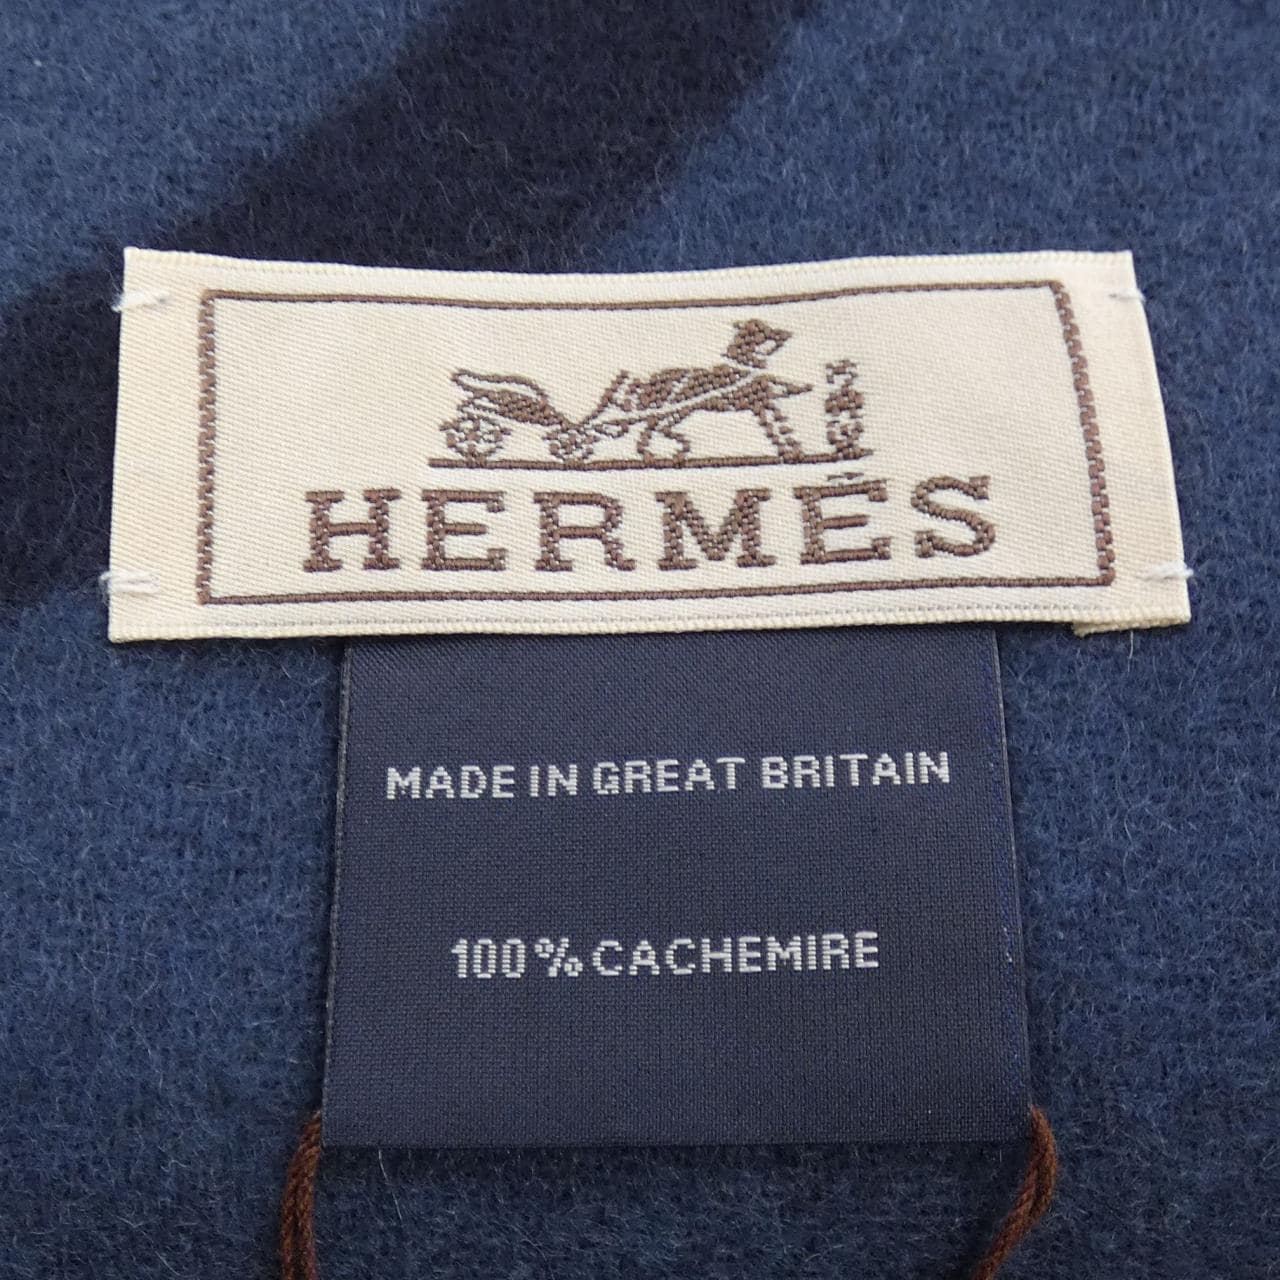 HERMÈS
MADE IN GREAT BRITAIN
100% CACHEMIRE